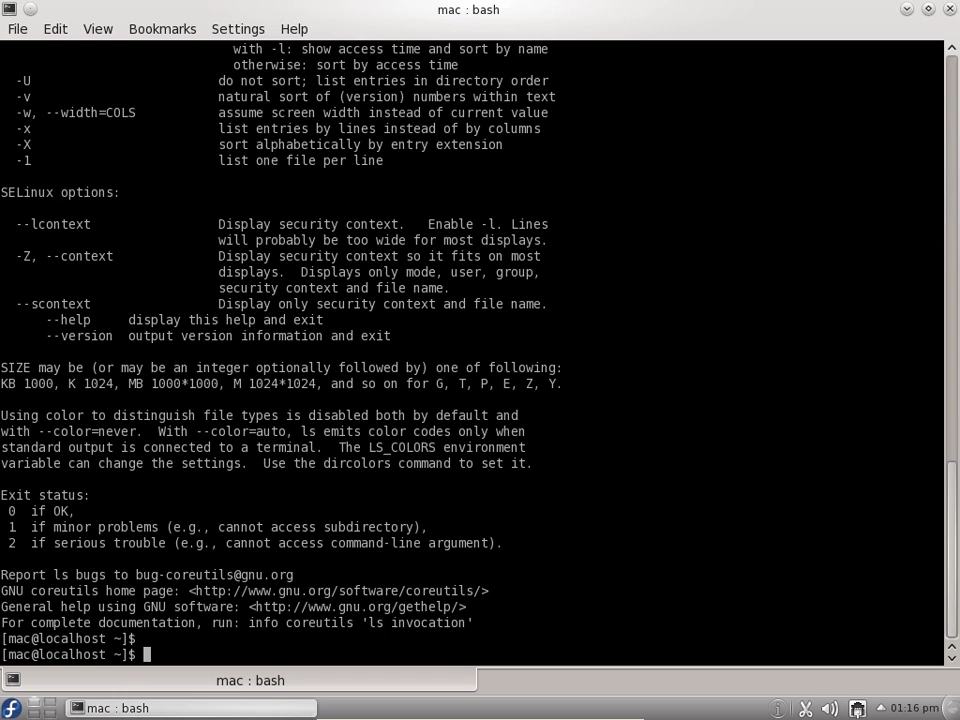 mac : bash
File Edit View Bookmarks Settings Help
with -l: show access time and sort by name
otherwise: sort by access time
-U do not sort; list entries in directory order
-v natural sort of (version) numbers within text
-w, --width=COLS assume screen width instead of current value
-x list entries by lines instead of by columns
-X sort alphabetically by entry extension
-1 list one file per line
SELinux options:
--lcontext Display security context. Enable -l. Lines
will probably be too wide for most displays.
-Z, --context Display security context so it fits on most
displays. Displays only mode, user, group,
security context and file name.
--scontext Display only security context and file name.
--help display this help and exit
--version output version information and exit
SIZE may be (or may be an integer optionally followed by) one of following:
KB 1000, K 1024, MB 1000*1000, M 1024*1024, and so on for G, T, P, E, Z, Y.
Using color to distinguish file types is disabled both by default and
with --color=never. With --color=auto, ls emits color codes only when
standard output is connected to a terminal. The LS_COLORS environment
variable can change the settings. Use the dircolors command to set it.
Exit status:
0 if OK,
1 if minor problems (e.g., cannot access subdirectory),
2 if serious trouble (e.g., cannot access command-line argument).
Report ls bugs to bug-coreutils@gnu.org
GNU coreutils home page: <http://www.gnu.org/software/coreutils/>
General help using GNU software: <http://www.gnu.org/gethelp/>
For complete documentation, run: info coreutils 'ls invocation'
[mac@localhost ~]$
[mac@localhost ~]$
mac : bash
mac : bash 01:16 pm